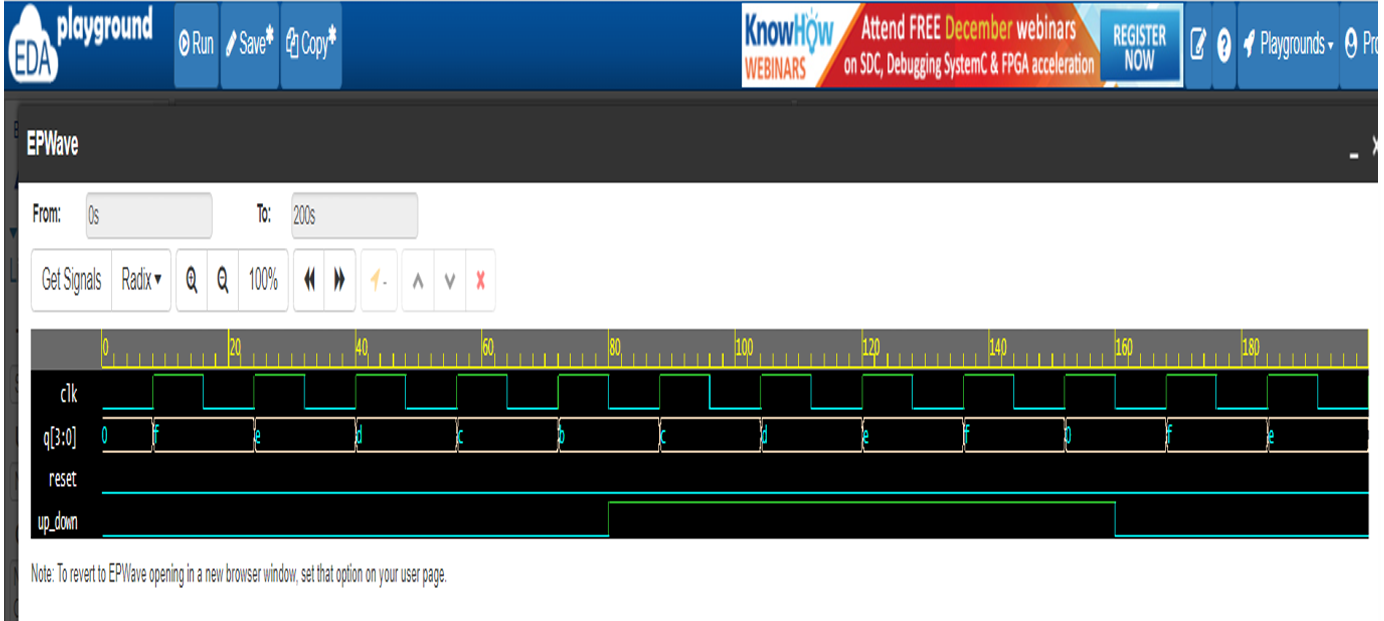 EDA playground
Run Save* Copy*
KnowHow WEBINARS
Attend FREE December webinars
on SDC, Debugging SystemC & FPGA acceleration
REGISTER NOW
Playgrounds
EPWave
From: 0s To: 200s
Get Signals Radix 100%
0 20 40 60 80 100 120 140 160 180
clk
q[3:0] 0 f e d c b c d e f 0 f e
reset
up_down
Note: To revert to EPWave opening in a new browser window, set that option on your user page.